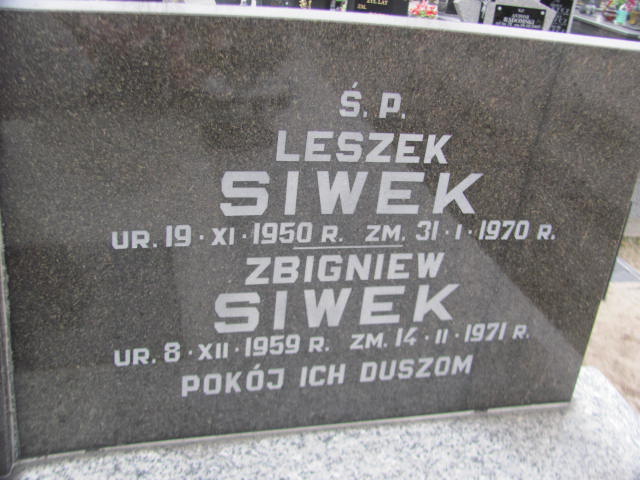 Ś. P.
LESZEK
SIWEK
UR. 19 · XI · 1950 R. ZM. 31 · I · 1970 R.
ZBIGNIEW
SIWEK
UR. 8 · XII · 1959 R. ZM. 14 · II · 1971 R.
POKÓJ ICH DUSZOM